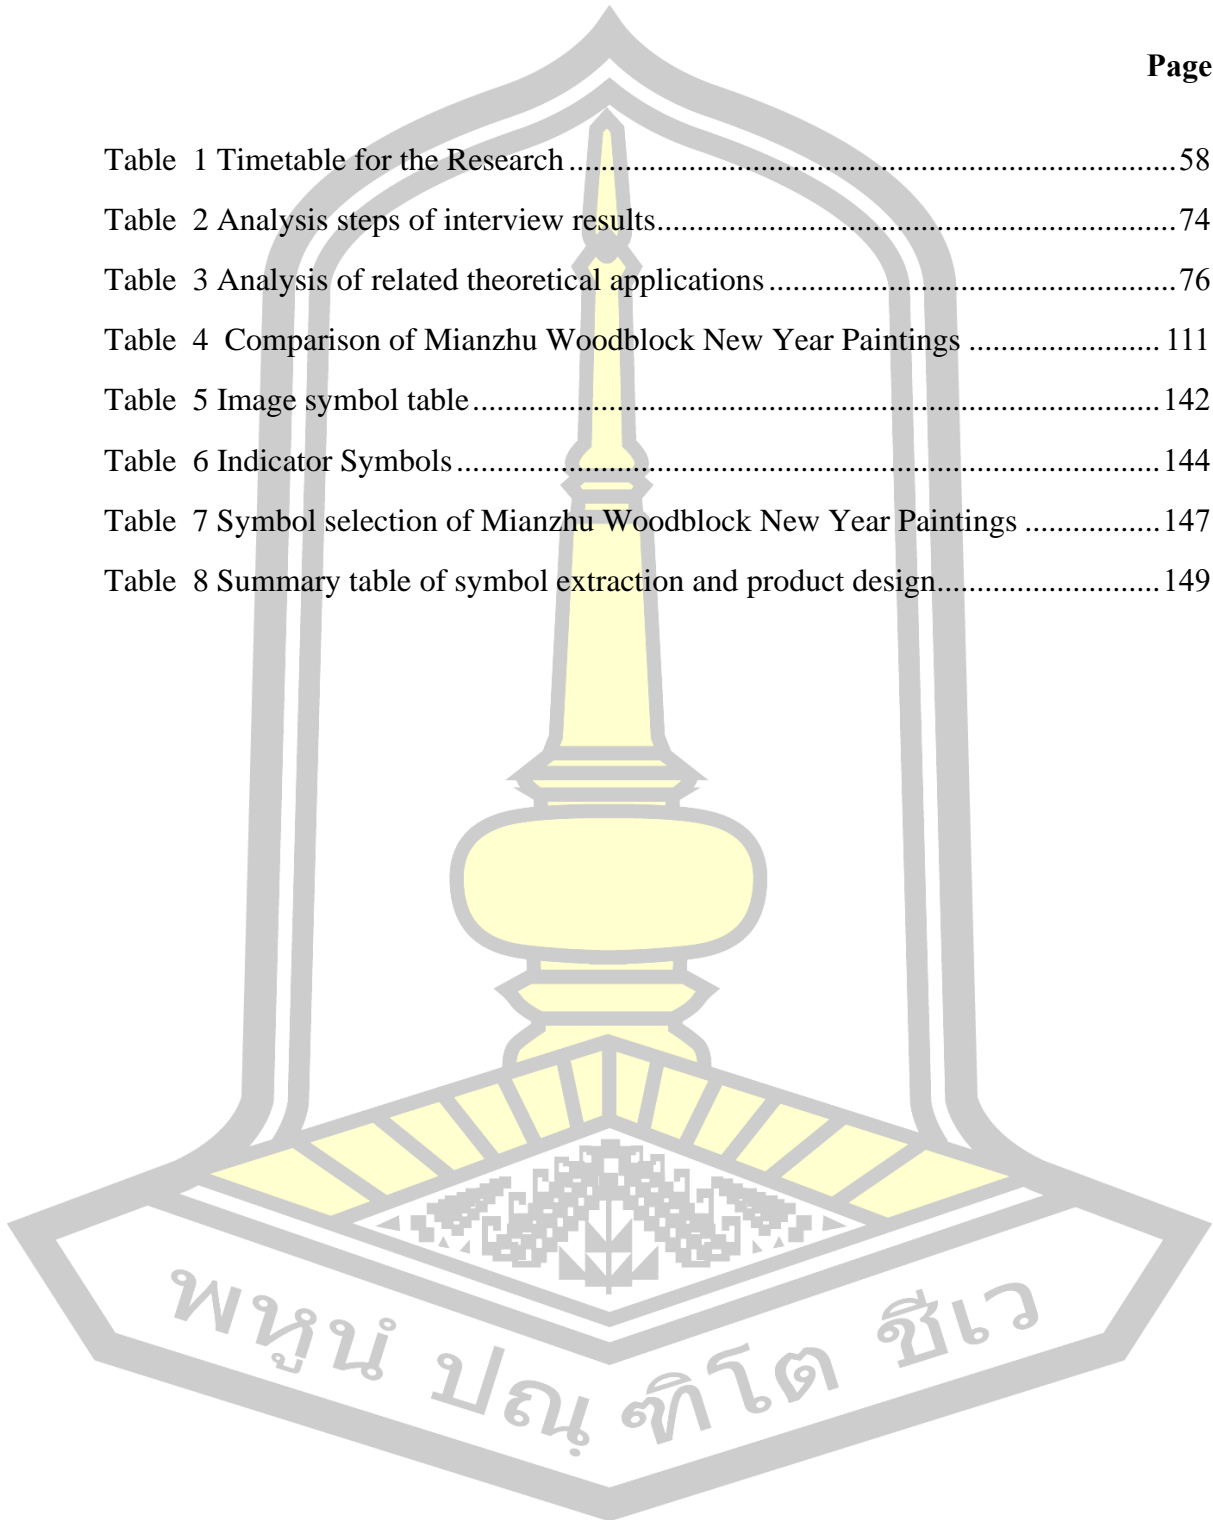 Page
Table  1 Timetable for the Research ........................................................................... 58
Table  2 Analysis steps of interview results................................................................ 74
Table  3 Analysis of related theoretical applications .................................................. 76
Table  4  Comparison of Mianzhu Woodblock New Year Paintings ....................... 111
Table  5 Image symbol table..................................................................................... 142
Table  6 Indicator Symbols ....................................................................................... 144
Table  7 Symbol selection of Mianzhu Woodblock New Year Paintings ................ 147
Table  8 Summary table of symbol extraction and product design........................... 149
พหูนํ ปณฺฑิโต ชีเว